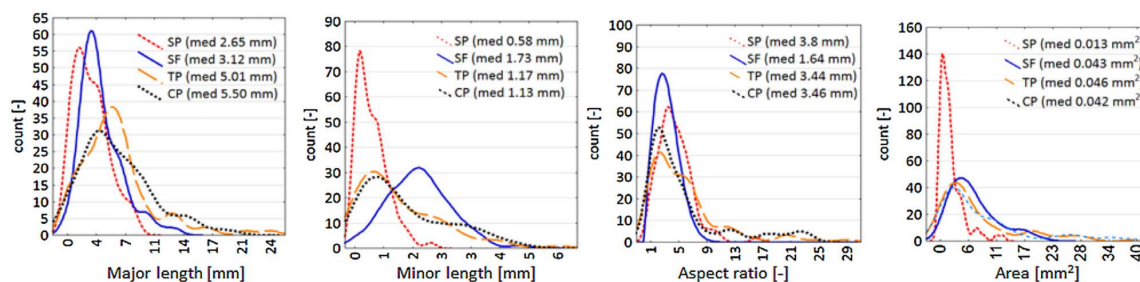 65
60
55
50
45
40
35
30
25
20
15
10
5
0
count [-]
SP (med 2.65 mm)
SF (med 3.12 mm)
TP (med 5.01 mm)
CP (med 5.50 mm)
0 4 7 11 14 17 21 24
Major length [mm]
90
80
70
60
50
40
30
20
10
0
count [-]
SP (med 0.58 mm)
SF (med 1.73 mm)
TP (med 1.17 mm)
CP (med 1.13 mm)
0 1 2 3 4 5 6
Minor length [mm]
100
90
80
70
60
50
40
30
20
10
0
count [-]
SP (med 3.8 mm)
SF (med 1.64 mm)
TP (med 3.44 mm)
CP (med 3.46 mm)
1 5 9 13 17 21 25 29
Aspect ratio [-]
160
140
120
100
80
60
40
20
0
count [-]
SP (med 0.013 mm²)
SF (med 0.043 mm²)
TP (med 0.046 mm²)
CP (med 0.042 mm²)
0 6 11 17 23 28 34 40
Area [mm²]